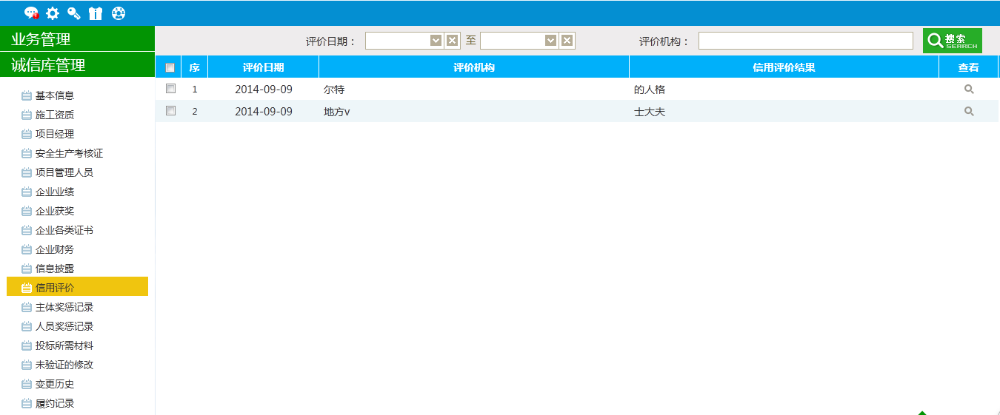 业务管理
诚信库管理
基本信息
施工资质
项目经理
安全生产考核证
项目管理人员
企业业绩
企业获奖
企业各类证书
企业财务
信息披露
信用评价
主体奖惩记录
人员奖惩记录
投标所需材料
未验证的修改
变更历史
履约记录
评价日期： 至 评价机构： 搜索 SEARCH
序 评价日期 评价机构 信用评价结果 查看
1 2014-09-09 尔特 的人格
2 2014-09-09 地方v 士大夫